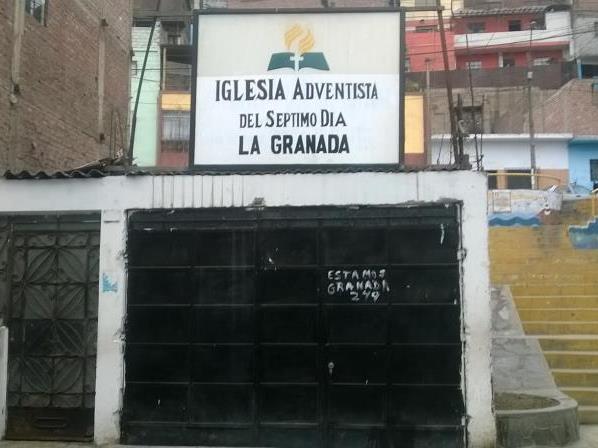 IGLESIA ADVENTISTA
DEL SEPTIMO DIA
LA GRANADA
ESTAMOS
GRANADA
249